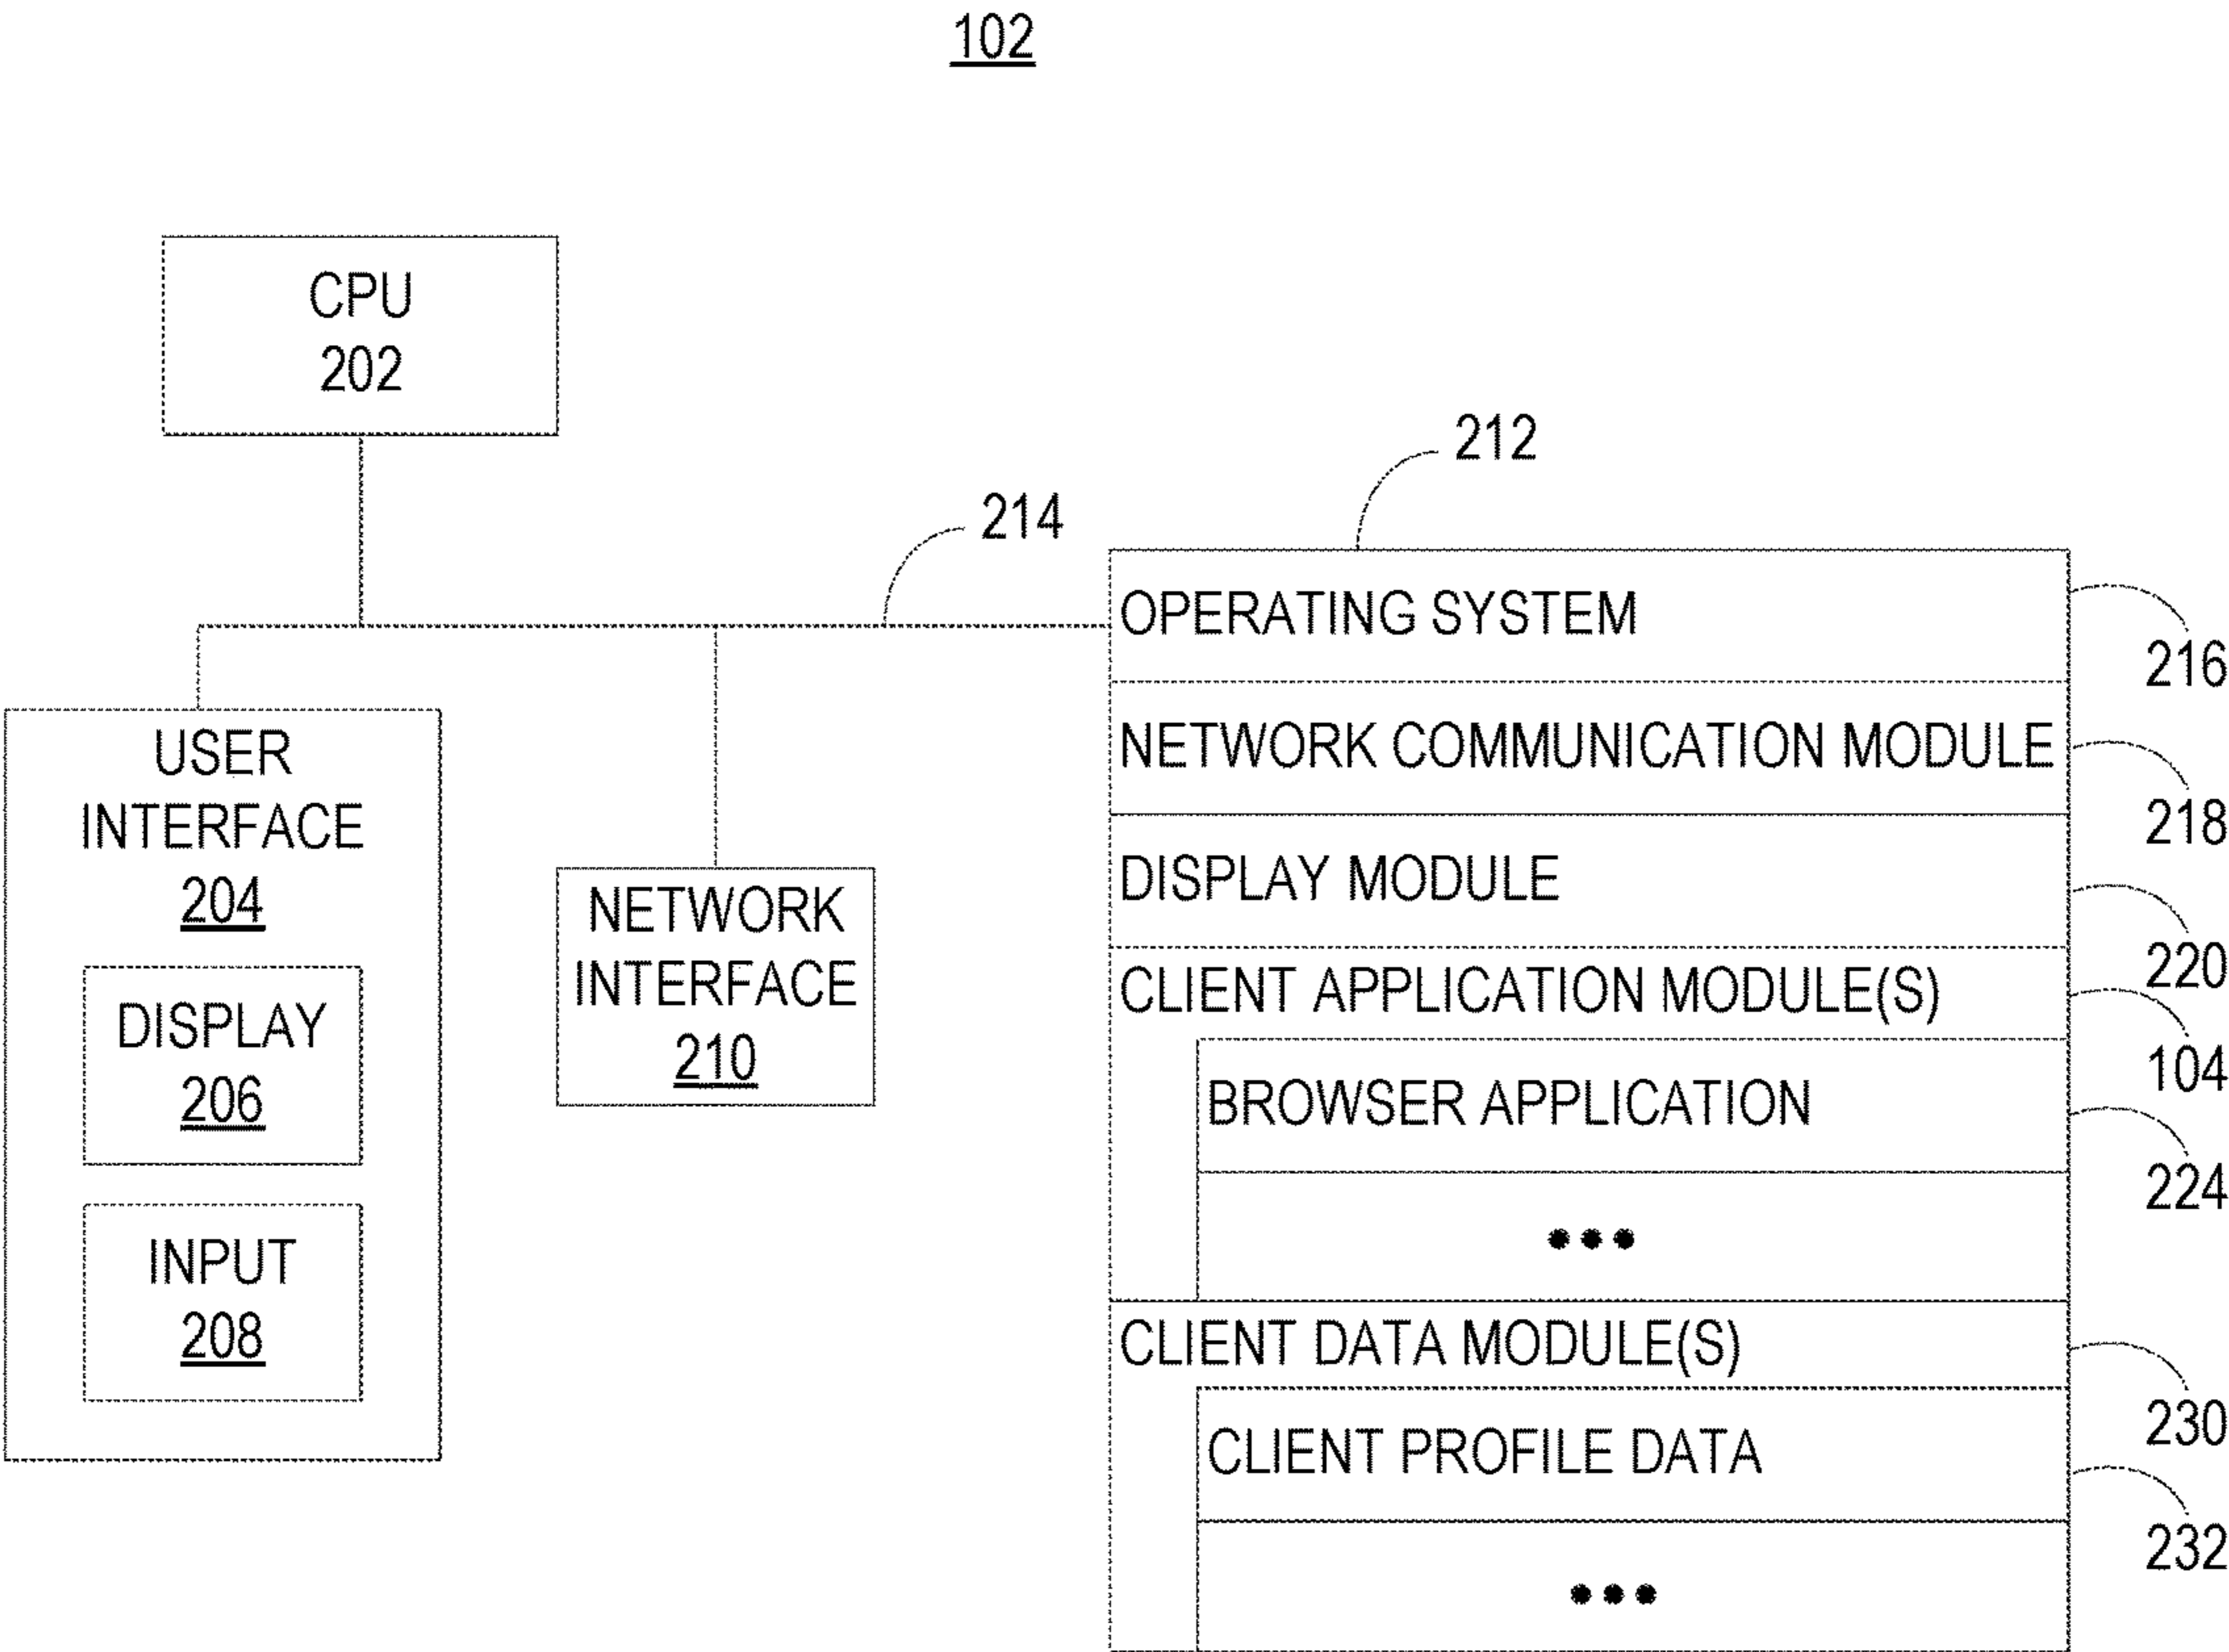 102
CPU
202
212
214
OPERATING SYSTEM
216
NETWORK COMMUNICATION MODULE
218
DISPLAY MODULE
220
CLIENT APPLICATION MODULE(S)
104
BROWSER APPLICATION
224
•••
CLIENT DATA MODULE(S)
230
CLIENT PROFILE DATA
232
•••
USER
INTERFACE
204
DISPLAY
206
INPUT
208
NETWORK
INTERFACE
210